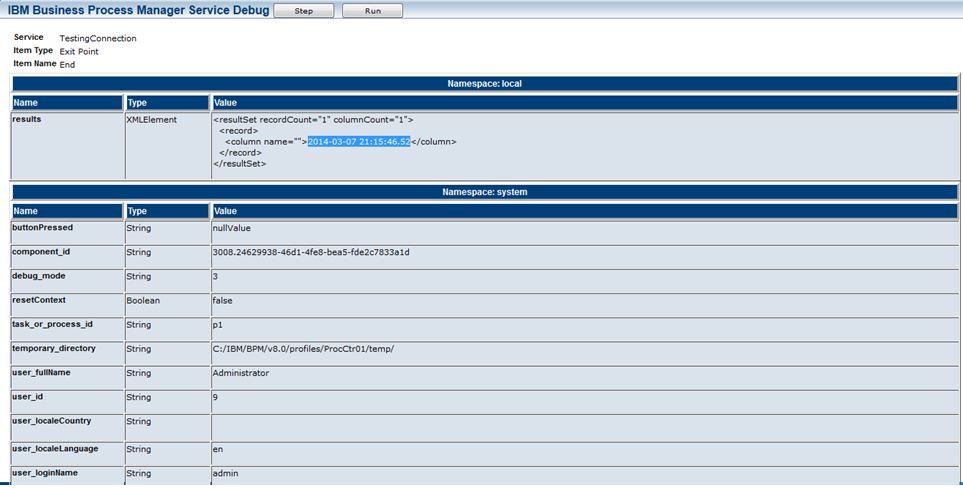 IBM Business Process Manager Service Debug Step Run
Service TestingConnection
Item Type Exit Point
Item Name End
Namespace: local
Name Type Value
results XMLElement <resultSet recordCount="1" columnCount="1">
<record>
<column name="">2014-03-07 21:15:46.52</column>
</record>
</resultSet>
Namespace: system
Name Type Value
buttonPressed String nullValue
component_id String 3008.24629938-46d1-4fe8-bea5-fde2c7833a1d
debug_mode String 3
resetContext Boolean false
task_or_process_id String p1
temporary_directory String C:/IBM/BPM/v8.0/profiles/ProcCtr01/temp/
user_fullName String Administrator
user_id String 9
user_localeCountry String
user_localeLanguage String en
user_loginName String admin